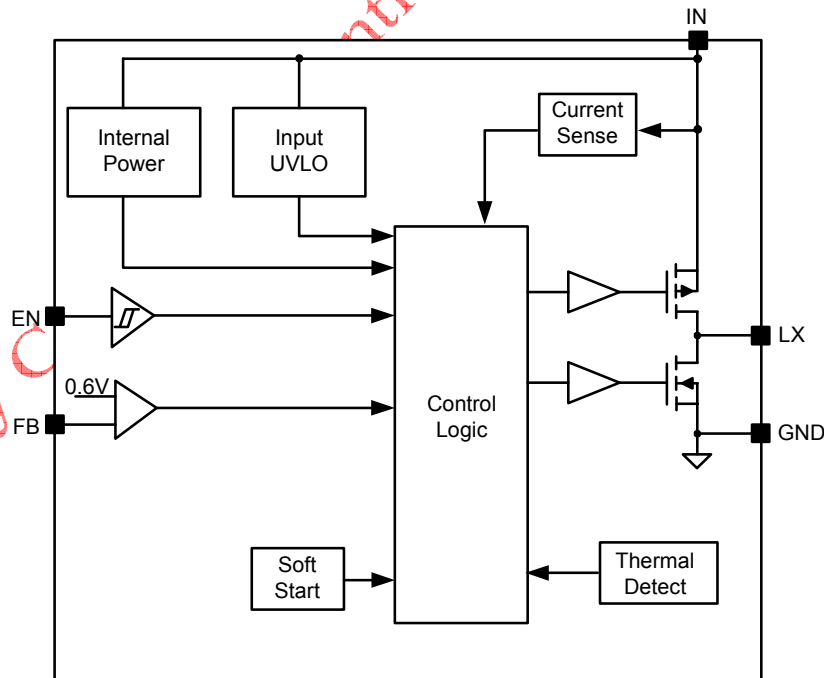 IN
Internal
Power
Input
UVLO
Current
Sense
EN
LX
0.6V
FB
Control
Logic
GND
Soft
Start
Thermal
Detect